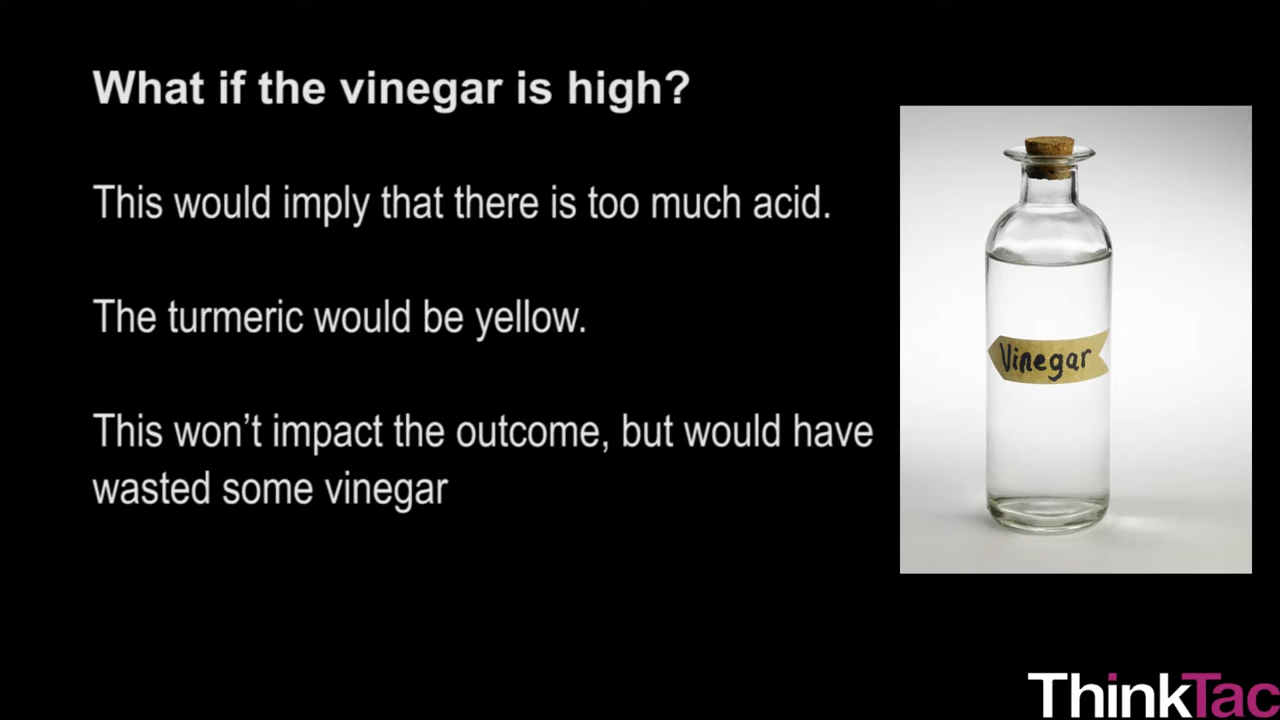 What if the vinegar is high?
This would imply that there is too much acid.
The turmeric would be yellow.
This won’t impact the outcome, but would have
wasted some vinegar
Vinegar
ThinkTac